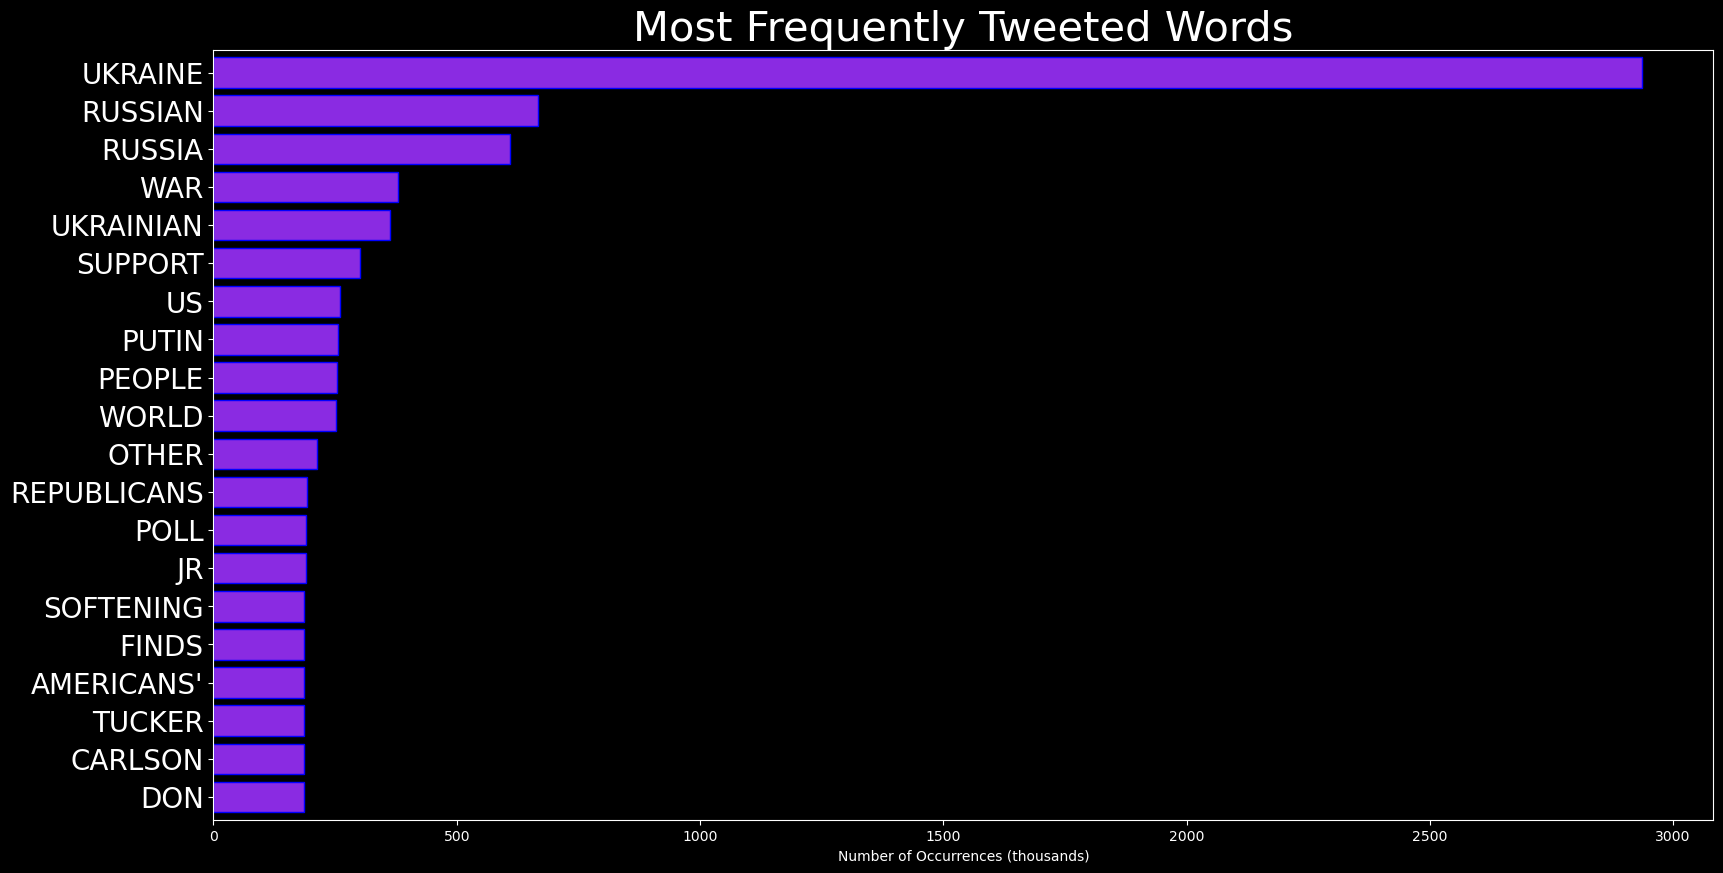 Most Frequently Tweeted Words
UKRAINE
RUSSIAN
RUSSIA
WAR
UKRAINIAN
SUPPORT
US
PUTIN
PEOPLE
WORLD
OTHER
REPUBLICANS
POLL
JR
SOFTENING
FINDS
AMERICANS'
TUCKER
CARLSON
DON
0 500 1000 1500 2000 2500 3000
Number of Occurrences (thousands)